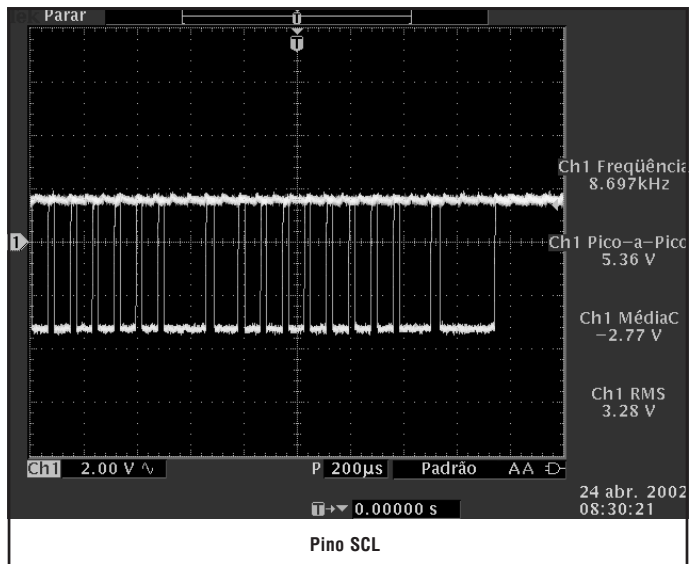 Parar
T
1
Ch1 Freqüência
8.697kHz
Ch1 Pico-a-Pico
5.36 V
Ch1 MédiaC
-2.77 V
Ch1 RMS
3.28 V
Ch1 2.00 V P 200µs Padrão AA
24 abr. 2002
08:30:21
T 0.00000 s
Pino SCL